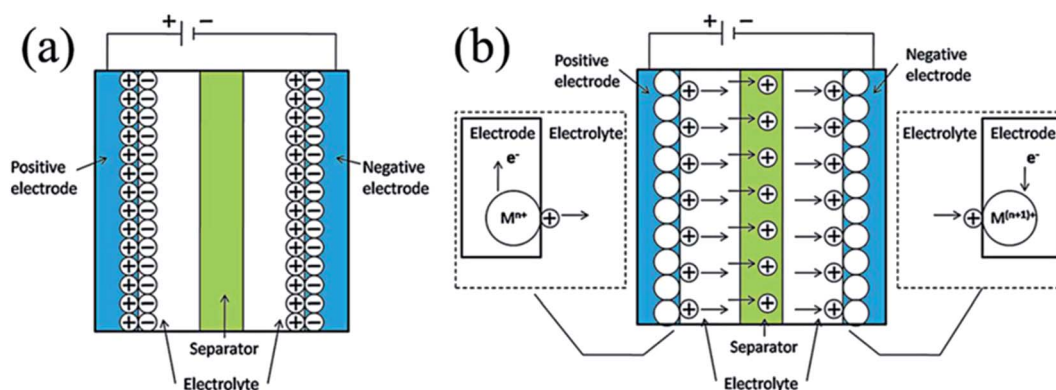 (a)
+ −
Positive
electrode
Negative
electrode
Separator
Electrolyte
(b)
+ −
Positive
electrode
Negative
electrode
Electrode
Electrolyte
e-
Mⁿ⁺
+
Electrolyte
Electrode
e-
M⁽ⁿ⁺¹⁾⁺
+
Separator
Electrolyte